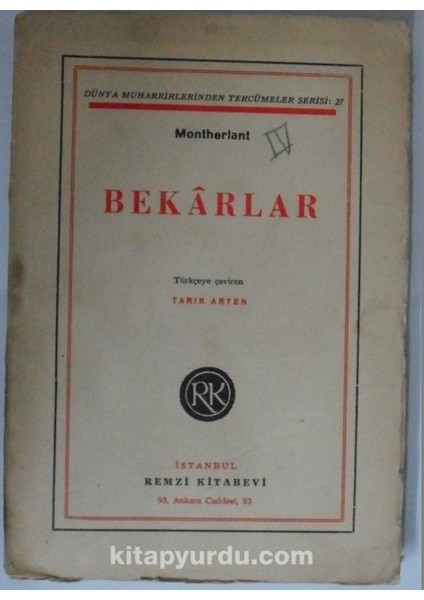 DÜNYA MUHARRİRLERİNDEN TERCÜMELER SERİSİ: 27
Montherlant
IV
BEKÂRLAR
Türkçeye çeviren
TARIK ARTEN
RK
İSTANBUL
REMZİ KİTABEVİ
93, Ankara Caddesi, 93
kitapyurdu.com